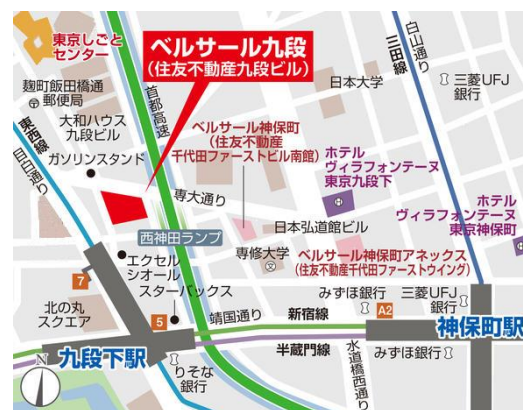 東京しごと
センター
ベルサール九段
(住友不動産九段ビル)
白山通り
三田線
三菱UFJ
銀行
日本大学
麹町飯田橋通
郵便局
首都高速
大和ハウス
九段ビル
東西線
目白通り
ガソリンスタンド
ベルサール神保町
(住友不動産
千代田ファーストビル南館)
ホテル
ヴィラフォンテーヌ
東京九段下
ホテル
ヴィラフォンテーヌ
東京神保町
専大通り
西神田ランプ
日本弘道館ビル
専修大学
ベルサール神保町アネックス
(住友不動産千代田ファーストウイング)
エクセル
シオール
スターバックス
7
北の丸
スクエア
5
靖国通り
新宿線
みずほ銀行
A2
三菱UFJ
銀行
神保町駅
九段下駅
半蔵門線
りそな
銀行
水道橋西通り
みずほ銀行
N